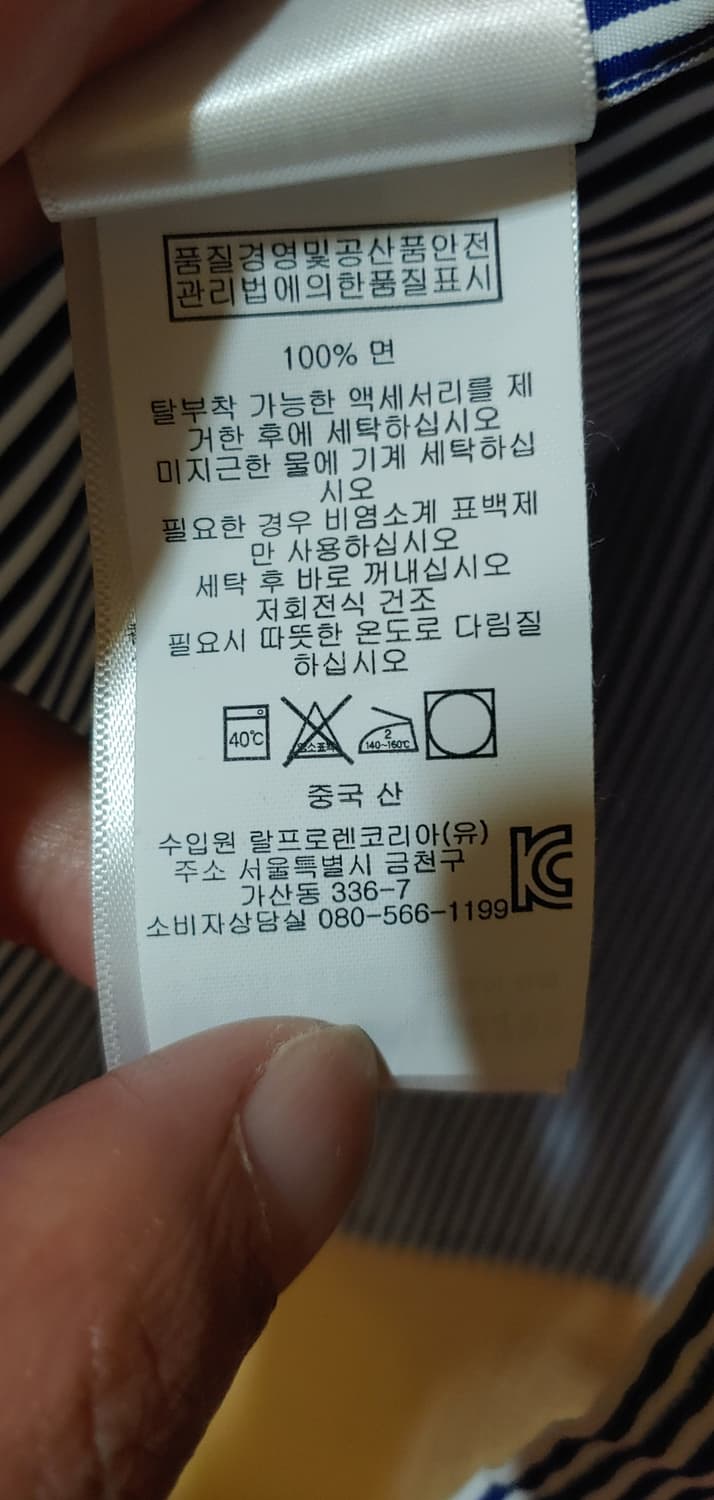 품질경영및공산품안전
관리법에의한품질표시
100% 면
탈부착 가능한 액세서리를 제
거한 후에 세탁하십시오
미지근한 물에 기계 세탁하십
시오
필요한 경우 비염소계 표백제
만 사용하십시오
세탁 후 바로 꺼내십시오
저회전식 건조
필요시 따뜻한 온도로 다림질
하십시오
40℃ 염소표백 2 140~160℃
중국 산
수입원 랄프로렌코리아(유)
주소 서울특별시 금천구
가산동 336-7
소비자상담실 080-566-1199
KC